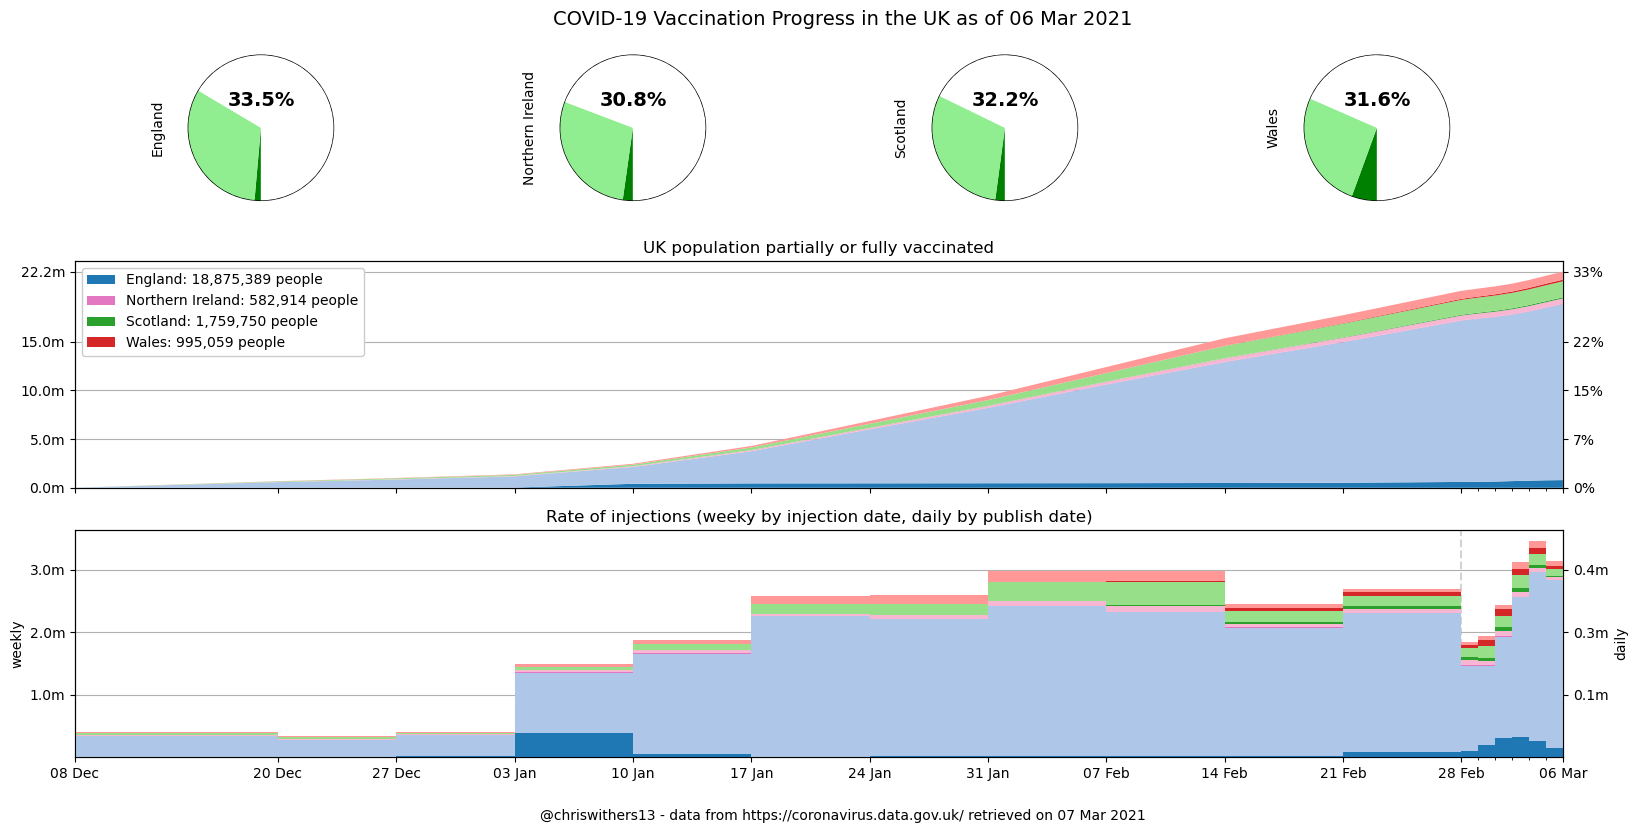 COVID-19 Vaccination Progress in the UK as of 06 Mar 2021
England
33.5%
Northern Ireland
30.8%
Scotland
32.2%
Wales
31.6%
UK population partially or fully vaccinated
22.2m
15.0m
10.0m
5.0m
0.0m
England: 18,875,389 people
Northern Ireland: 582,914 people
Scotland: 1,759,750 people
Wales: 995,059 people
33%
22%
15%
7%
0%
Rate of injections (weeky by injection date, daily by publish date)
weekly
3.0m
2.0m
1.0m
0.4m
0.3m
0.1m
daily
08 Dec
20 Dec
27 Dec
03 Jan
10 Jan
17 Jan
24 Jan
31 Jan
07 Feb
14 Feb
21 Feb
28 Feb
06 Mar
@chriswithers13 - data from https://coronavirus.data.gov.uk/ retrieved on 07 Mar 2021